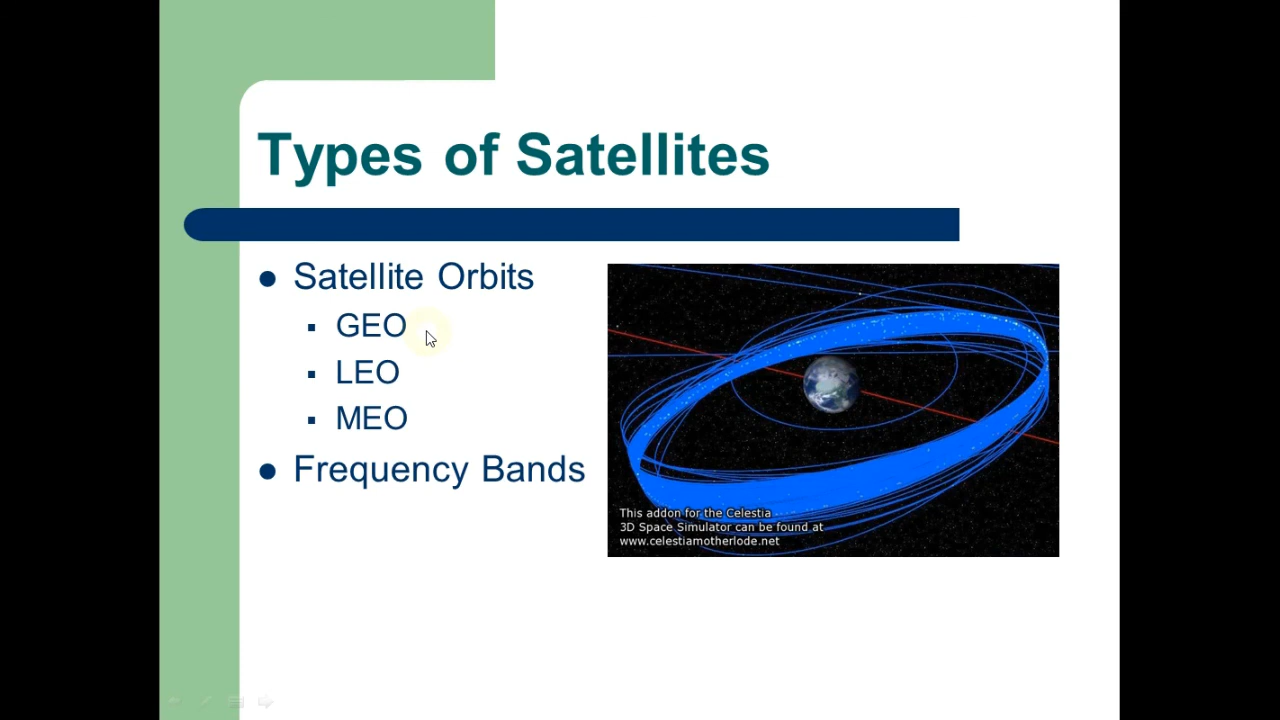 Types of Satellites
Satellite Orbits
GEO
LEO
MEO
Frequency Bands
This addon for the Celestia
3D Space Simulator can be found at
www.celestiamotherlode.net